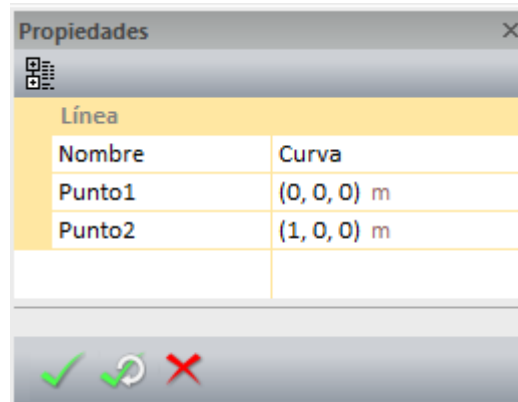 Propiedades
Línea
Nombre Curva
Punto1 (0, 0, 0) m
Punto2 (1, 0, 0) m